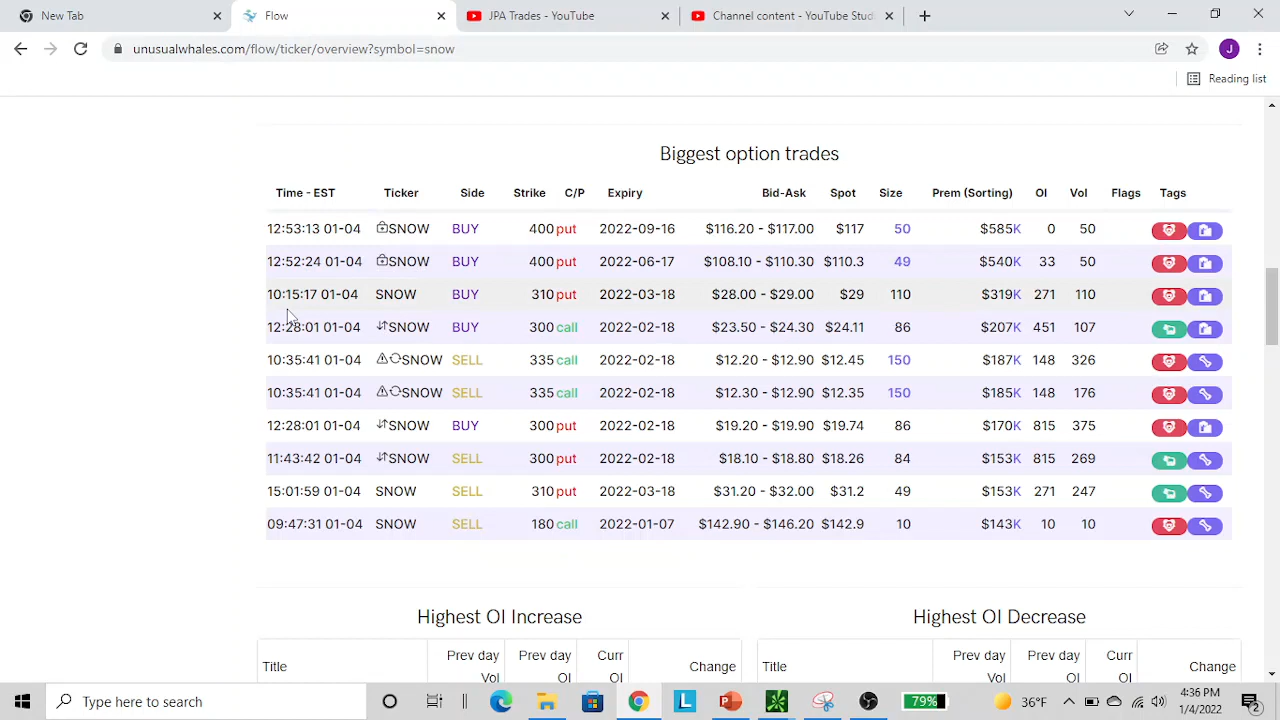 New Tab
Flow
JPA Trades - YouTube
Channel content - YouTube Stud
unusualwhales.com/flow/ticker/overview?symbol=snow
J
Reading list
Biggest option trades
Time - EST Ticker Side Strike C/P Expiry Bid-Ask Spot Size Prem (Sorting) OI Vol Flags Tags
12:53:13 01-04 SNOW BUY 400 put 2022-09-16 $116.20 - $117.00 $117 50 $585K 0 50
12:52:24 01-04 SNOW BUY 400 put 2022-06-17 $108.10 - $110.30 $110.3 49 $540K 33 50
10:15:17 01-04 SNOW BUY 310 put 2022-03-18 $28.00 - $29.00 $29 110 $319K 271 110
12:28:01 01-04 SNOW BUY 300 call 2022-02-18 $23.50 - $24.30 $24.11 86 $207K 451 107
10:35:41 01-04 SNOW SELL 335 call 2022-02-18 $12.20 - $12.90 $12.45 150 $187K 148 326
10:35:41 01-04 SNOW SELL 335 call 2022-02-18 $12.30 - $12.90 $12.35 150 $185K 148 176
12:28:01 01-04 SNOW BUY 300 put 2022-02-18 $19.20 - $19.90 $19.74 86 $170K 815 375
11:43:42 01-04 SNOW SELL 300 put 2022-02-18 $18.10 - $18.80 $18.26 84 $153K 815 269
15:01:59 01-04 SNOW SELL 310 put 2022-03-18 $31.20 - $32.00 $31.2 49 $153K 271 247
09:47:31 01-04 SNOW SELL 180 call 2022-01-07 $142.90 - $146.20 $142.9 10 $143K 10 10
Highest OI Increase
Highest OI Decrease
Title Prev day Vol Prev day OI Curr Change
Title Prev day Vol Prev day OI Curr Change
Type here to search
79%
36°F
4:36 PM
1/4/2022
2